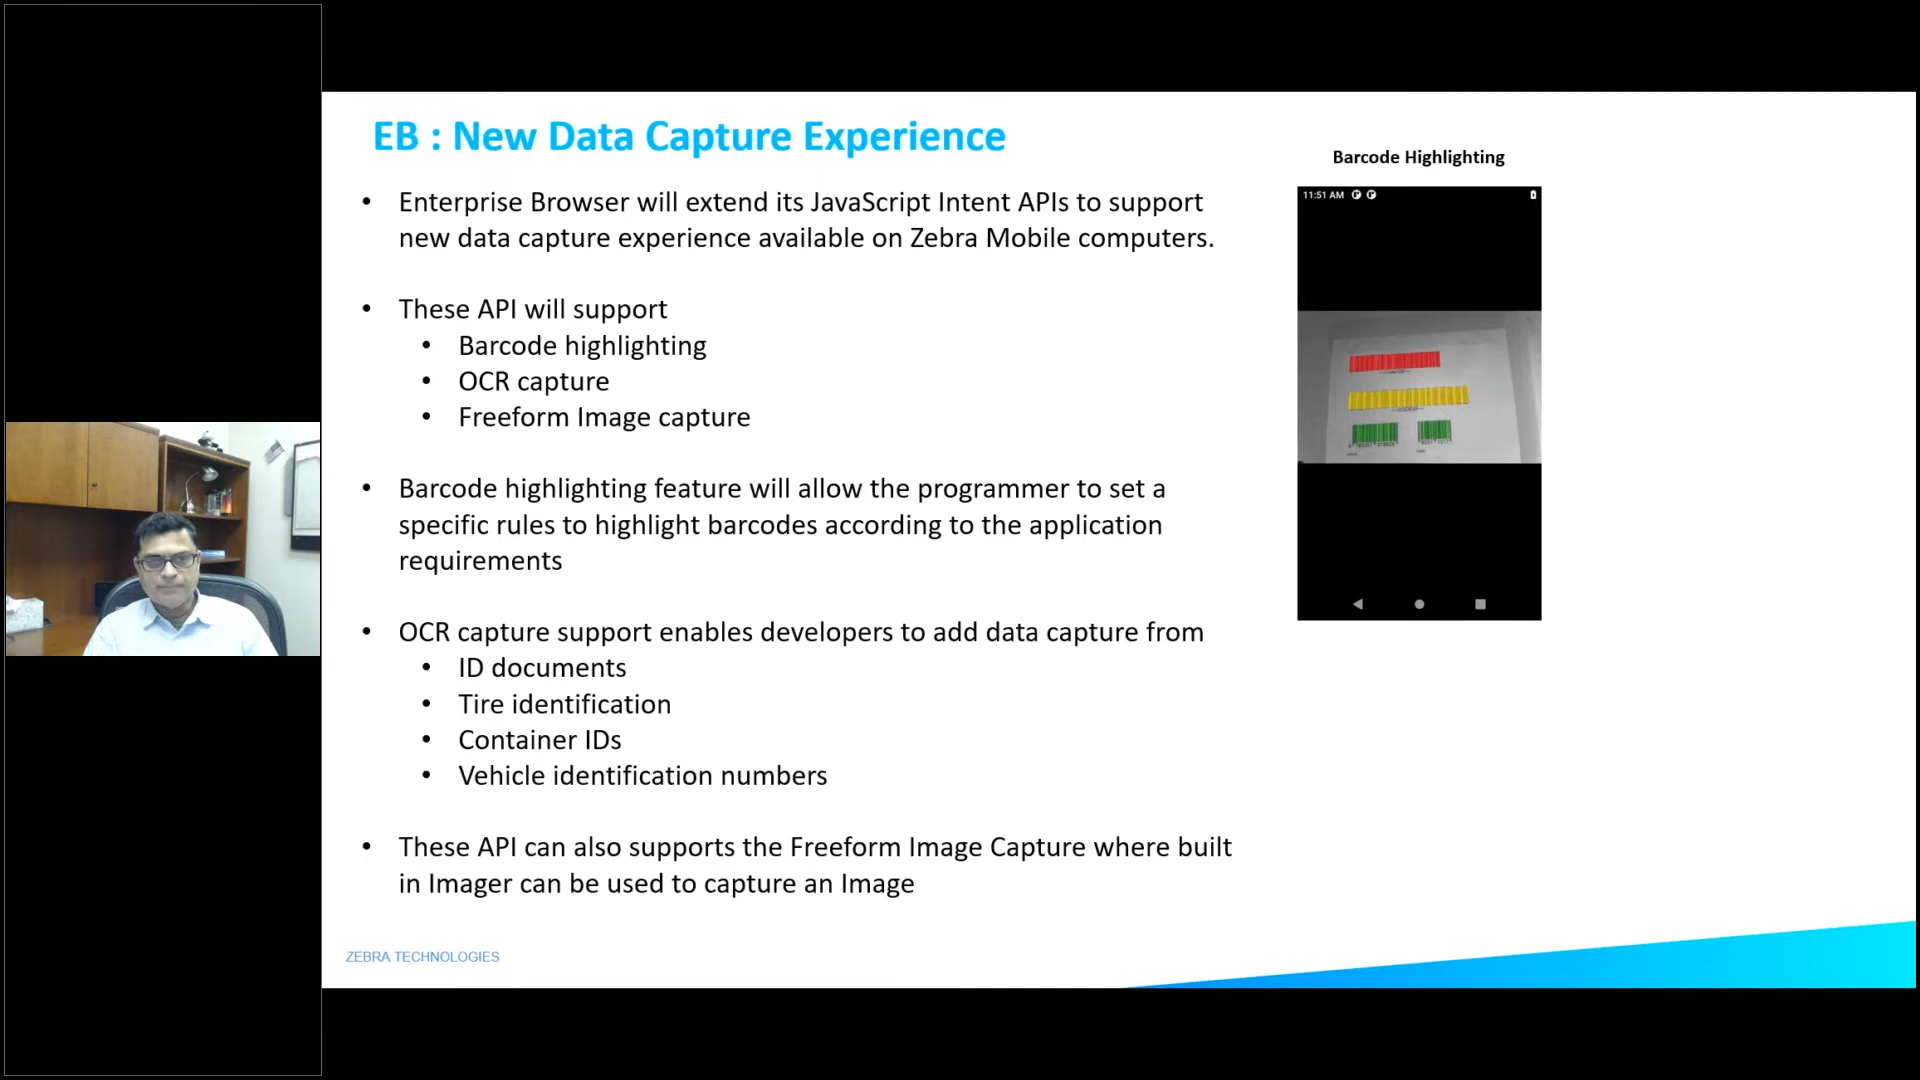 EB : New Data Capture Experience
Barcode Highlighting
11:51 AM
• Enterprise Browser will extend its JavaScript Intent APIs to support
new data capture experience available on Zebra Mobile computers.
• These API will support
• Barcode highlighting
• OCR capture
• Freeform Image capture
• Barcode highlighting feature will allow the programmer to set a
specific rules to highlight barcodes according to the application
requirements
• OCR capture support enables developers to add data capture from
• ID documents
• Tire identification
• Container IDs
• Vehicle identification numbers
• These API can also supports the Freeform Image Capture where built
in Imager can be used to capture an Image
ZEBRA TECHNOLOGIES